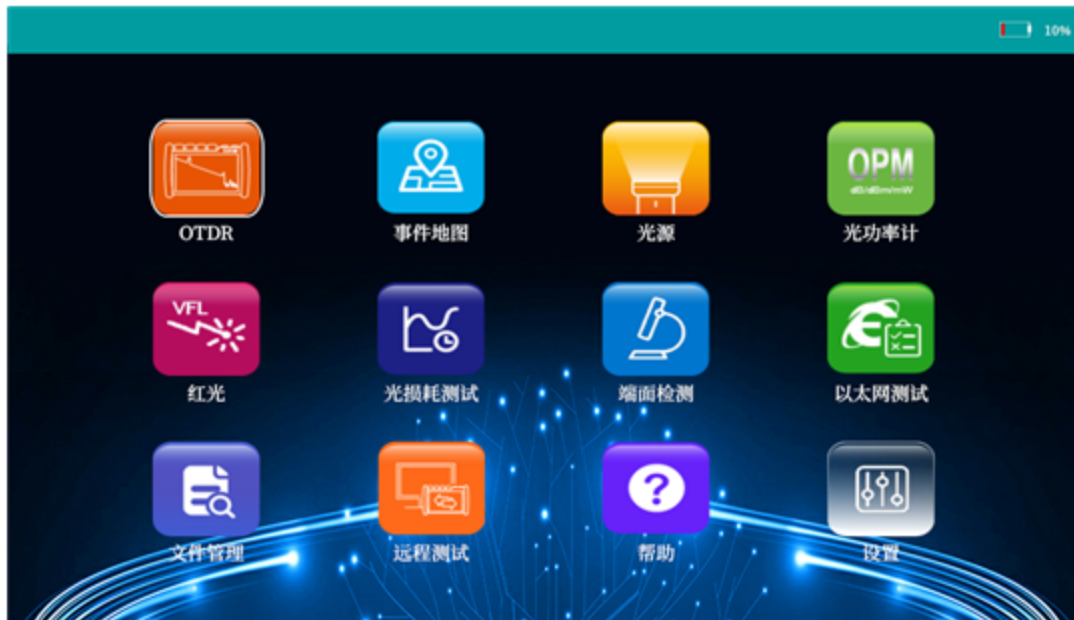 10%
OTDR
事件地图
光源
OPM
dB/dBm/mW
光功率计
VFL
红光
光损耗测试
端面检测
以太网测试
文件管理
远程测试
帮助
设置